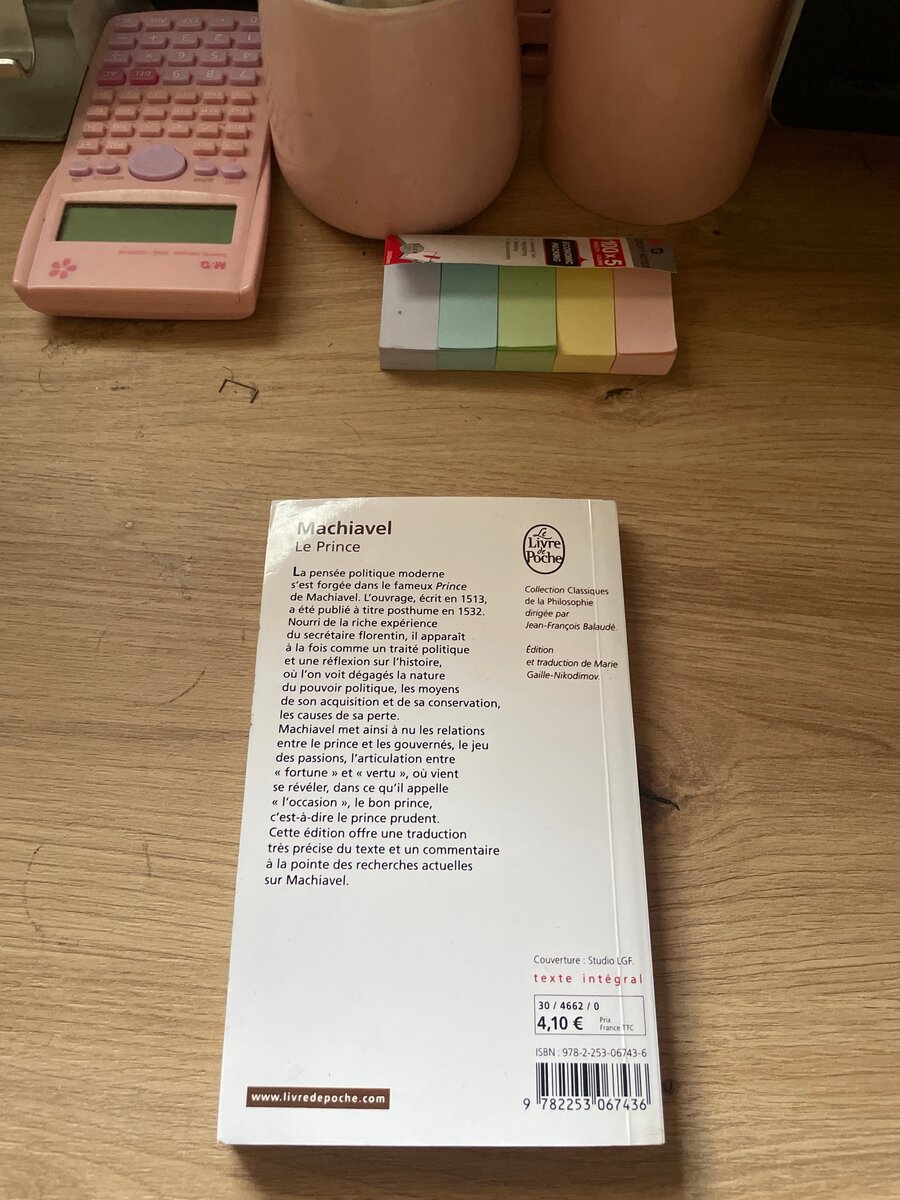 M&G
100x5
ECONOMIC
PACKING
Machiavel
Le Prince
La pensée politique moderne
s'est forgée dans le fameux Prince
de Machiavel. L'ouvrage, écrit en 1513,
a été publié à titre posthume en 1532.
Nourri de la riche expérience
du secrétaire florentin, il apparaît
à la fois comme un traité politique
et une réflexion sur l'histoire,
où l'on voit dégagés la nature
du pouvoir politique, les moyens
de son acquisition et de sa conservation,
les causes de sa perte.
Machiavel met ainsi à nu les relations
entre le prince et les gouvernés, le jeu
des passions, l'articulation entre
« fortune » et « vertu », où vient
se révéler, dans ce qu'il appelle
« l'occasion », le bon prince,
c'est-à-dire le prince prudent.
Cette édition offre une traduction
très précise du texte et un commentaire
à la pointe des recherches actuelles
sur Machiavel.
Le
Livre
de
Poche
Collection Classiques
de la Philosophie
dirigée par
Jean-François Balaudé.
Édition
et traduction de Marie
Gaille-Nikodimov.
Couverture : Studio LGF.
texte intégral
30 / 4662 / 0
4,10 € Prix
France TTC
ISBN : 978-2-253-06743-6
9 782253 067436
www.livredepoche.com